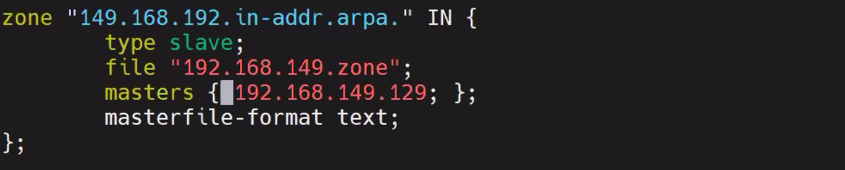 zone "149.168.192.in-addr.arpa." IN {
        type slave;
        file "192.168.149.zone";
        masters { 192.168.149.129; };
        masterfile-format text;
};